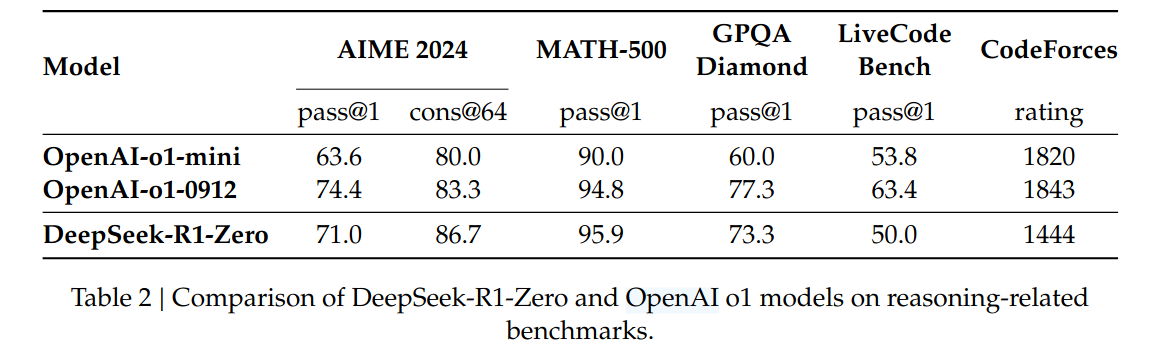 Model AIME 2024 MATH-500 GPQA Diamond LiveCode Bench CodeForces
pass@1 cons@64 pass@1 pass@1 pass@1 rating
OpenAI-o1-mini 63.6 80.0 90.0 60.0 53.8 1820
OpenAI-o1-0912 74.4 83.3 94.8 77.3 63.4 1843
DeepSeek-R1-Zero 71.0 86.7 95.9 73.3 50.0 1444
Table 2 | Comparison of DeepSeek-R1-Zero and OpenAI o1 models on reasoning-related
benchmarks.